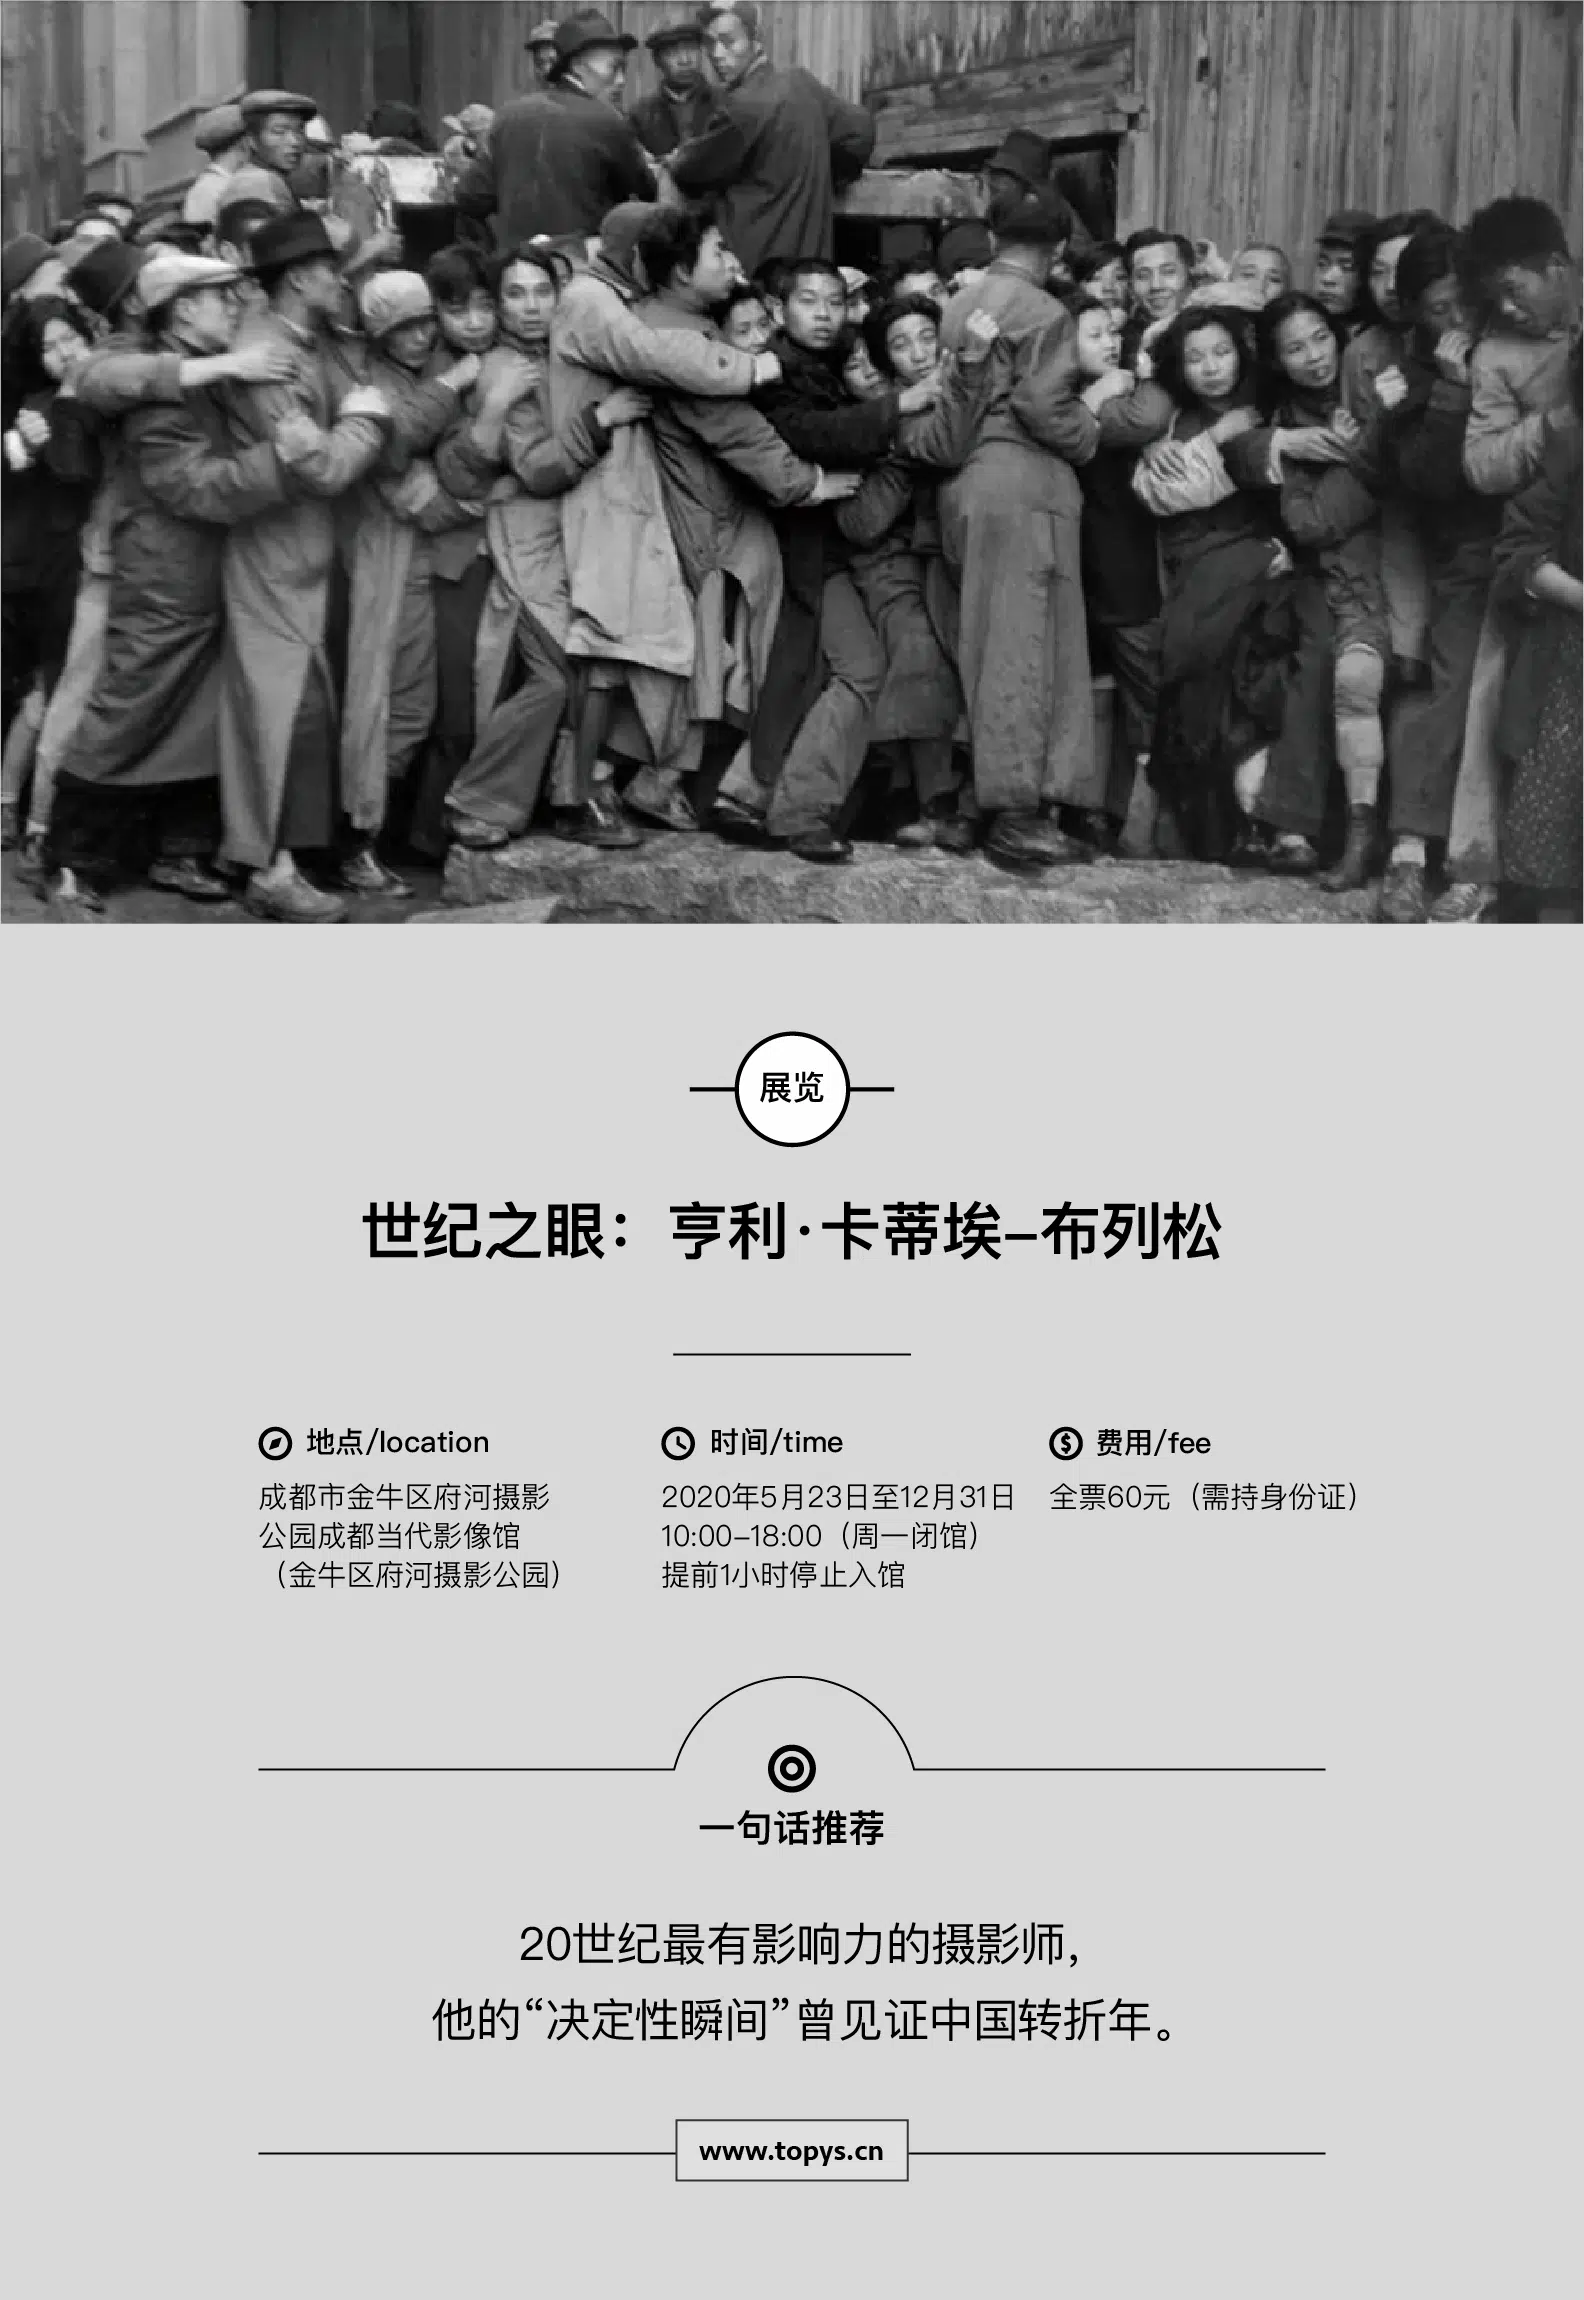 展览
世纪之眼：亨利·卡蒂埃–布列松
地点/location
成都市金牛区府河摄影
公园成都当代影像馆
（金牛区府河摄影公园）
时间/time
2020年5月23日至12月31日
10:00–18:00（周一闭馆）
提前1小时停止入馆
费用/fee
全票60元（需持身份证）
一句话推荐
20世纪最有影响力的摄影师，
他的“决定性瞬间”曾见证中国转折年。
www.topys.cn